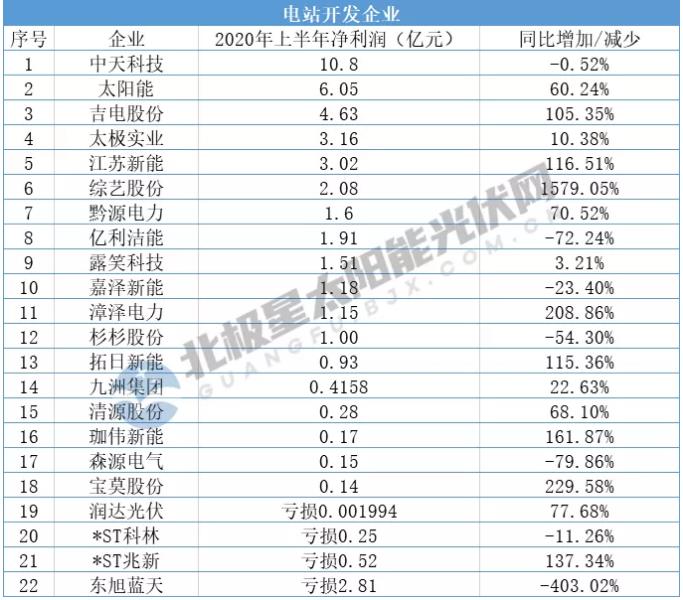 电站开发企业
序号 企业 2020年上半年净利润（亿元） 同比增加/减少
1 中天科技 10.8 -0.52%
2 太阳能 6.05 60.24%
3 吉电股份 4.63 105.35%
4 太极实业 3.16 10.38%
5 江苏新能 3.02 116.51%
6 综艺股份 2.08 1579.05%
7 黔源电力 1.6 70.52%
8 亿利洁能 1.91 -72.24%
9 露笑科技 1.51 3.21%
10 嘉泽新能 1.18 -23.40%
11 漳泽电力 1.15 208.86%
12 杉杉股份 1.00 -54.30%
13 拓日新能 0.93 115.36%
14 九洲集团 0.4158 22.63%
15 清源股份 0.28 68.10%
16 珈伟新能 0.17 161.87%
17 森源电气 0.15 -79.86%
18 宝莫股份 0.14 229.58%
19 润达光伏 亏损0.001994 77.68%
20 *ST科林 亏损0.25 -11.26%
21 *ST兆新 亏损0.52 137.34%
22 东旭蓝天 亏损2.81 -403.02%
北极星太阳能光伏网
GUANGFU.BJX.COM.CN